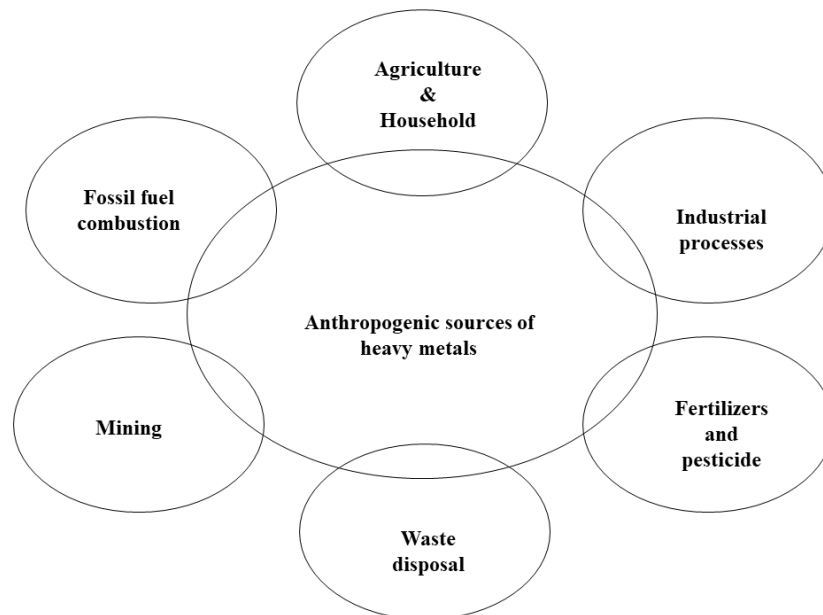 Agriculture
&
Household
Fossil fuel
combustion
Industrial
processes
Anthropogenic sources of
heavy metals
Mining
Fertilizers
and
pesticide
Waste
disposal